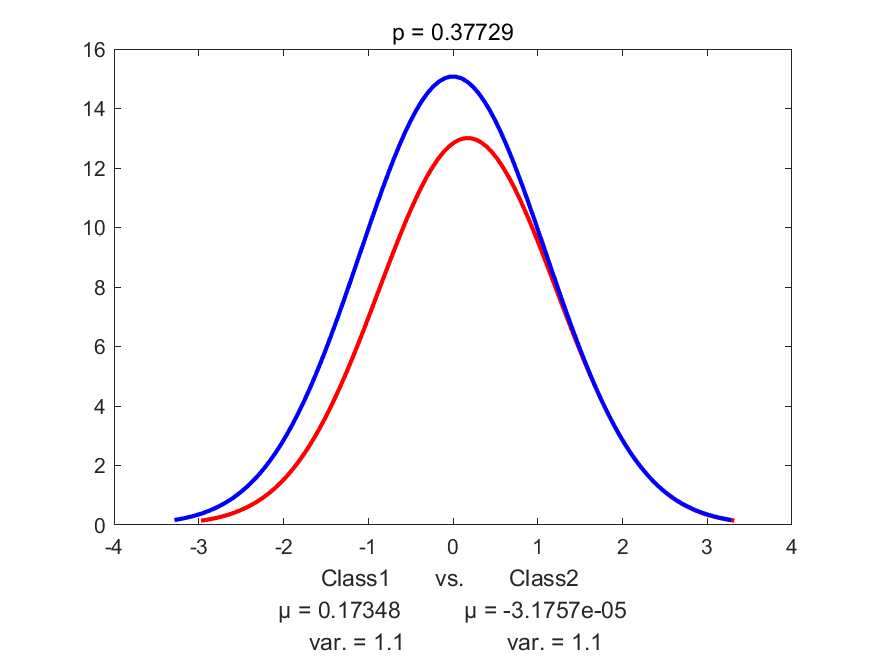 p = 0.37729
16
14
12
10
8
6
4
2
0
-4 -3 -2 -1 0 1 2 3 4
Class1 vs. Class2
μ = 0.17348 μ = -3.1757e-05
var. = 1.1 var. = 1.1